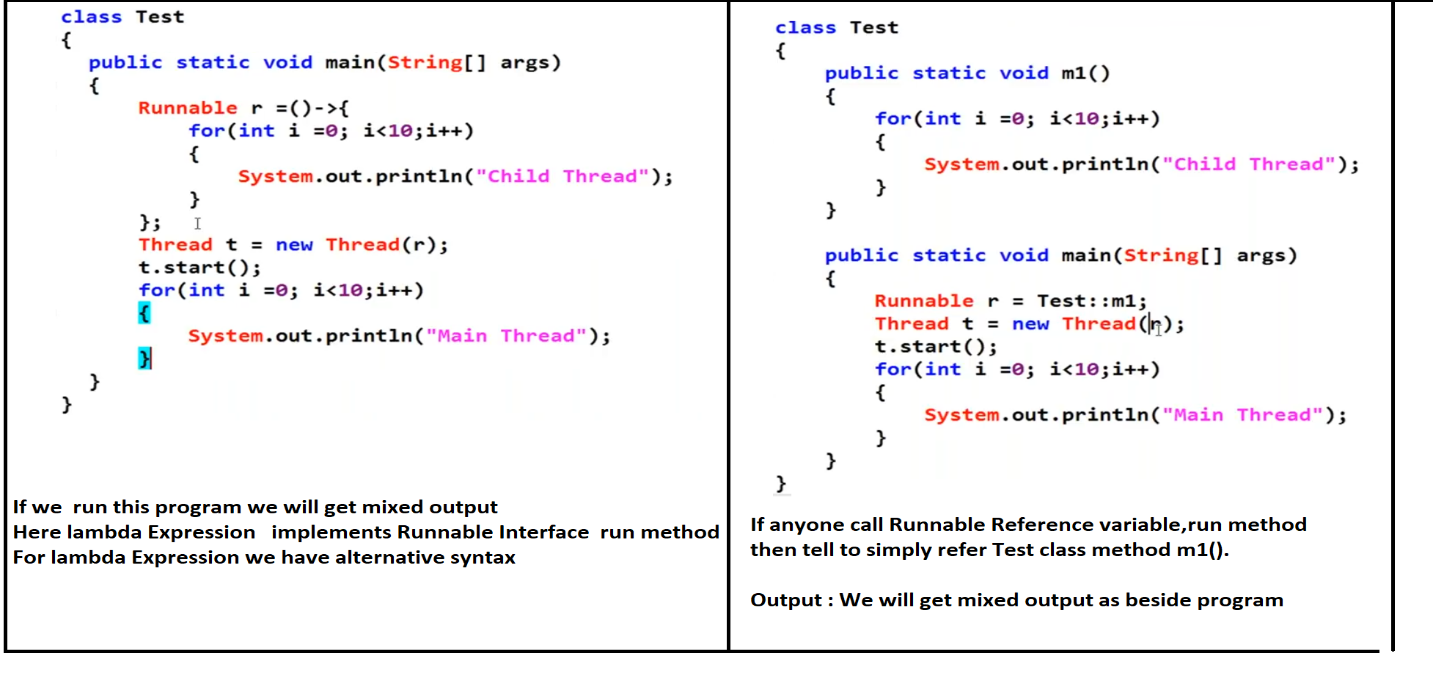 class Test
{
public static void main(String[] args)
{
Runnable r =()->{
for(int i =0; i<10;i++)
{
System.out.println("Child Thread");
}
};
Thread t = new Thread(r);
t.start();
for(int i =0; i<10;i++)
{
System.out.println("Main Thread");
}
}
}
If we run this program we will get mixed output
Here lambda Expression implements Runnable Interface run method
For lambda Expression we have alternative syntax
class Test
{
public static void m1()
{
for(int i =0; i<10;i++)
{
System.out.println("Child Thread");
}
}
public static void main(String[] args)
{
Runnable r = Test::m1;
Thread t = new Thread(r);
t.start();
for(int i =0; i<10;i++)
{
System.out.println("Main Thread");
}
}
}
If anyone call Runnable Reference variable,run method
then tell to simply refer Test class method m1().
Output : We will get mixed output as beside program